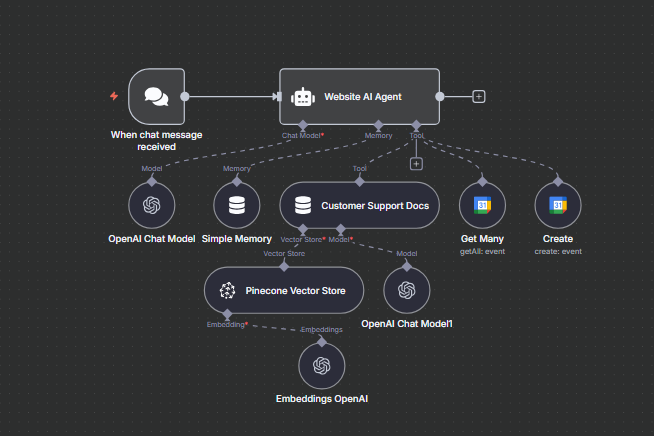 Website AI Agent
When chat message
received
Chat Model*
Memory
Tool
Model
Memory
Tool
31
31
Customer Support Docs
OpenAI Chat Model
Simple Memory
Vector Store*
Model*
Get Many
getAll: event
Create
create: event
Vector Store
Model
Pinecone Vector Store
OpenAI Chat Model1
Embedding*
Embeddings
Embeddings OpenAI